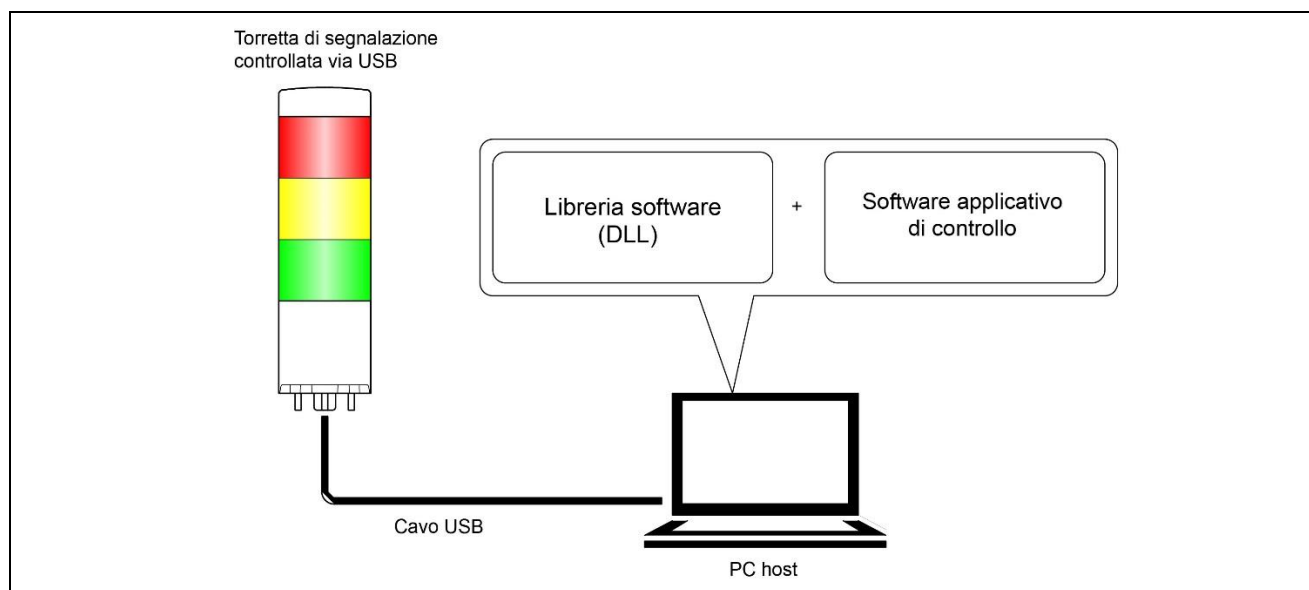 Torretta di segnalazione
controllata via USB
Libreria software
(DLL)
+
Software applicativo
di controllo
Cavo USB
PC host